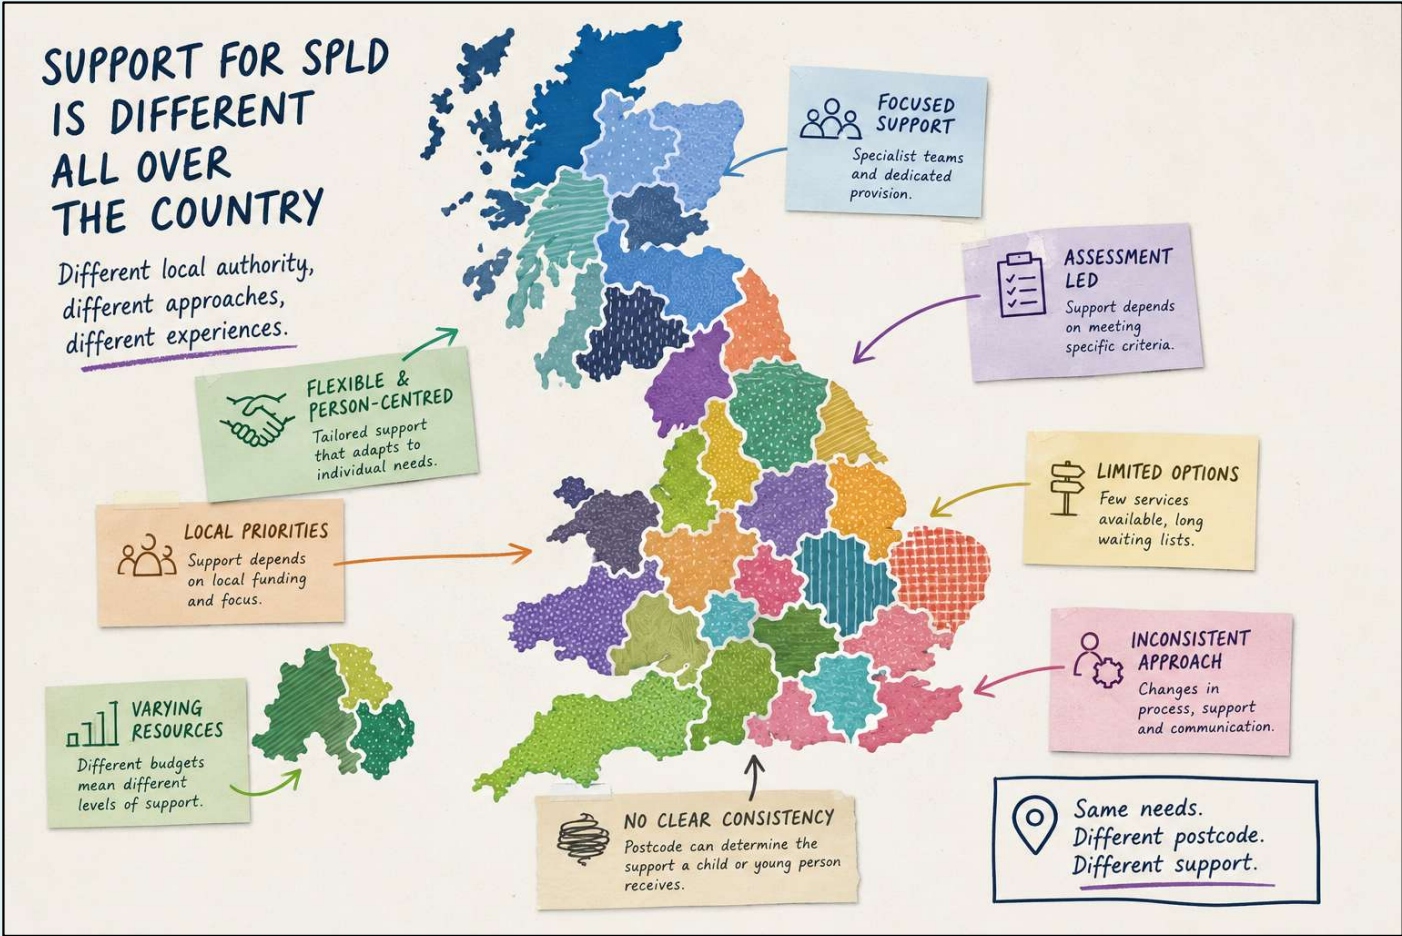 SUPPORT FOR SPLD
IS DIFFERENT
ALL OVER
THE COUNTRY
Different local authority,
different approaches,
different experiences.
FOCUSED
SUPPORT
Specialist teams
and dedicated
provision.
ASSESSMENT
LED
Support depends
on meeting
specific criteria.
FLEXIBLE &
PERSON-CENTRED
Tailored support
that adapts to
individual needs.
LIMITED OPTIONS
Few services
available, long
waiting lists.
LOCAL PRIORITIES
Support depends
on local funding
and focus.
INCONSISTENT
APPROACH
Changes in
process, support
and communication.
VARYING
RESOURCES
Different budgets
mean different
levels of support.
NO CLEAR CONSISTENCY
Postcode can determine the
support a child or young person
receives.
Same needs.
Different postcode.
Different support.